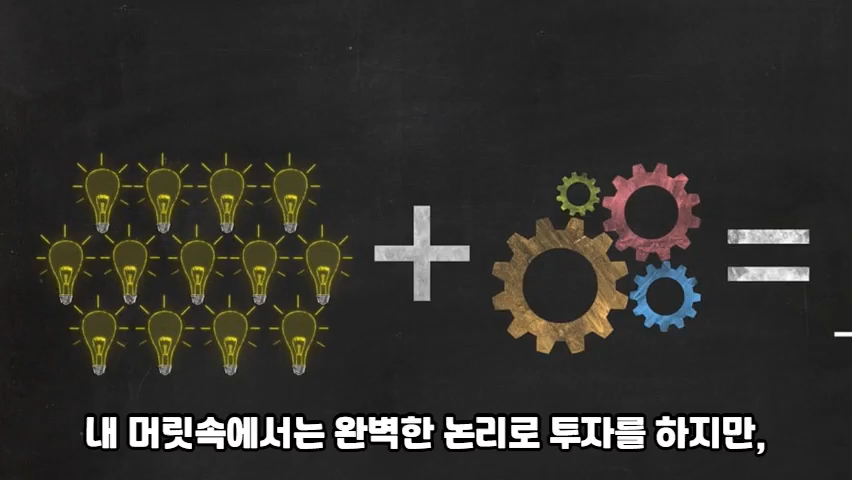 + =
내 머릿속에서는 완벽한 논리로 투자를 하지만,